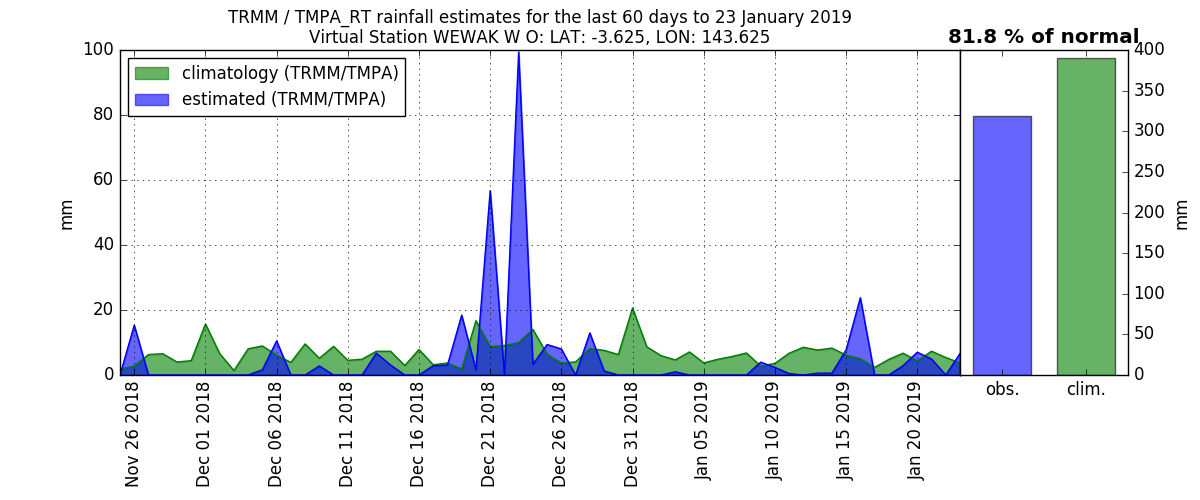 TRMM / TMPA_RT rainfall estimates for the last 60 days to 23 January 2019
Virtual Station WEWAK W O: LAT: -3.625, LON: 143.625
81.8 % of normal
climatology (TRMM/TMPA)
estimated (TRMM/TMPA)
100
80
60
40
20
0
mm
400
350
300
250
200
150
100
50
0
mm
Nov 26 2018
Dec 01 2018
Dec 06 2018
Dec 11 2018
Dec 16 2018
Dec 21 2018
Dec 26 2018
Dec 31 2018
Jan 05 2019
Jan 10 2019
Jan 15 2019
Jan 20 2019
obs.
clim.